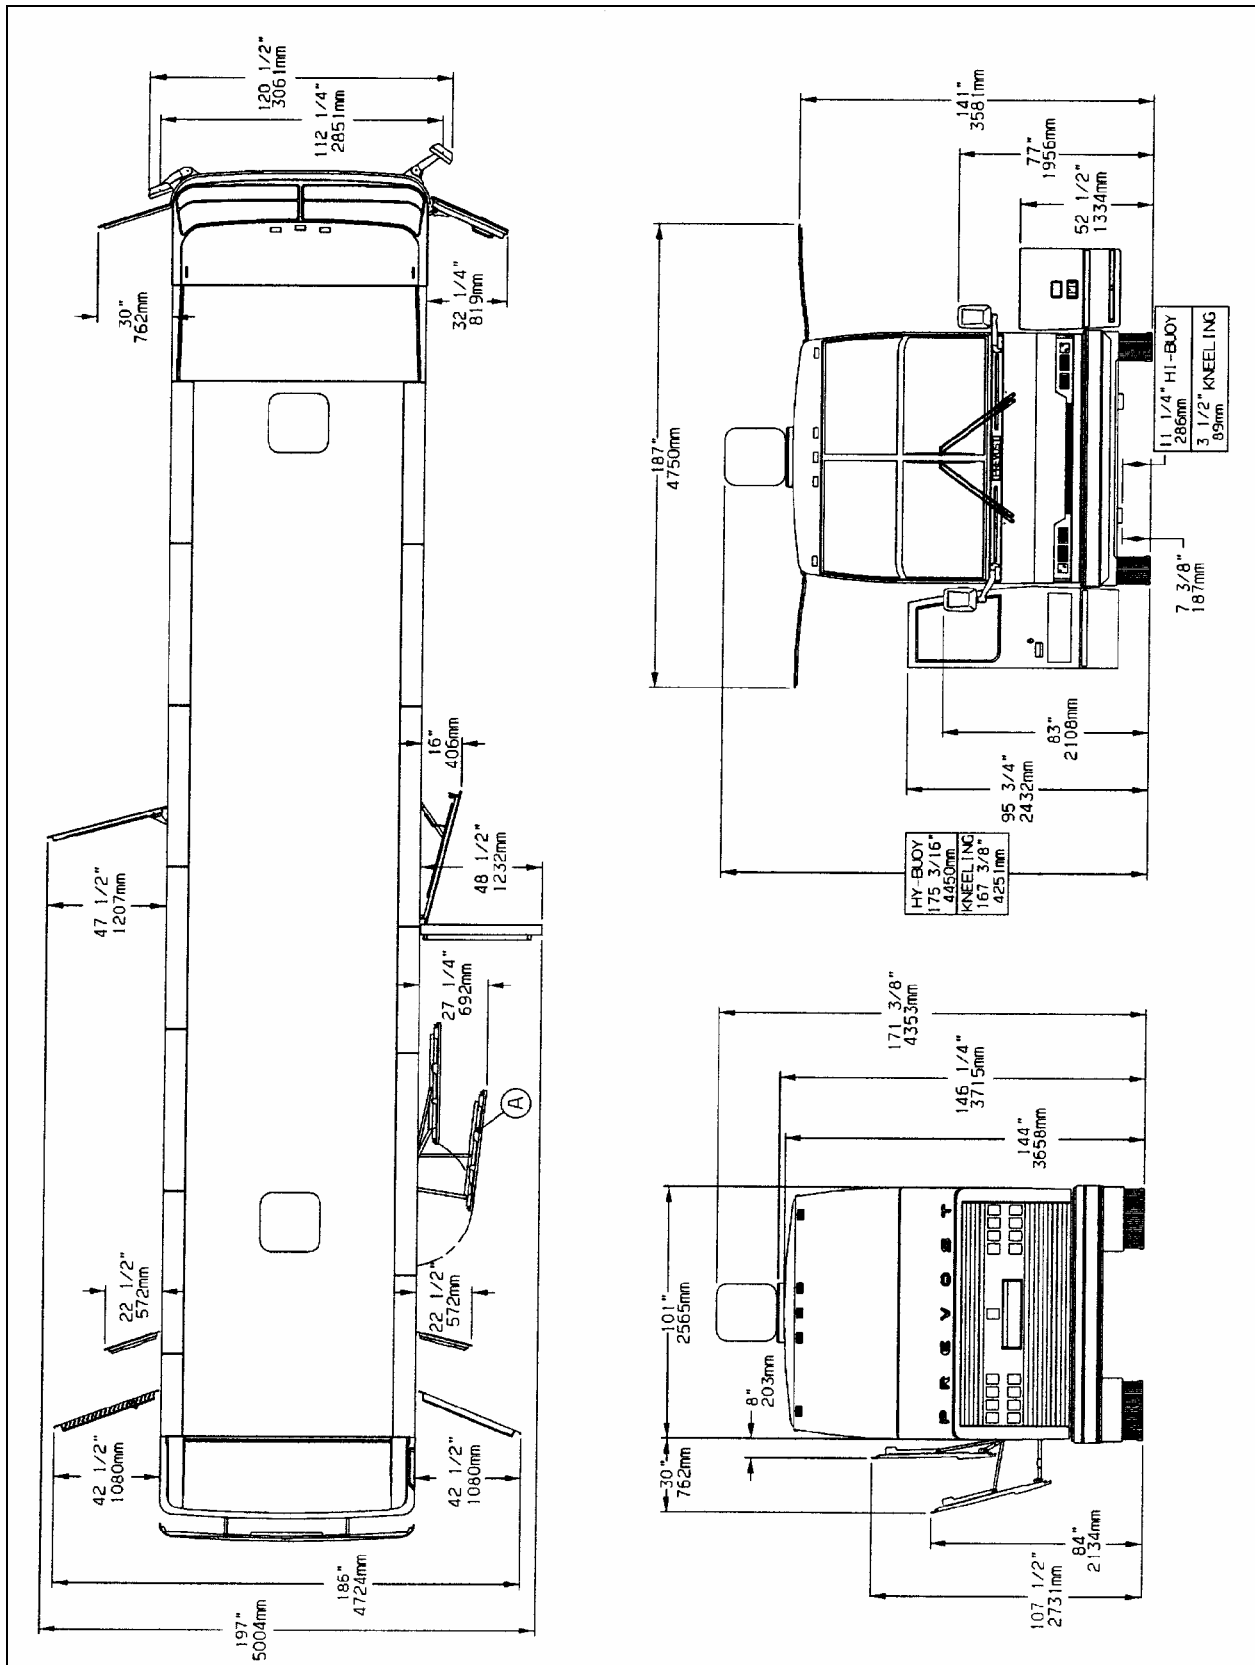 120 1/2"
3061mm
112 1/4"
2851mm
30"
762mm
32 1/4"
819mm
47 1/2"
1207mm
16"
406mm
48 1/2"
1232mm
27 1/4"
692mm
A
22 1/2"
572mm
22 1/2"
572mm
42 1/2"
1080mm
42 1/2"
1080mm
186"
4724mm
197"
5004mm
141"
3581mm
77"
1956mm
52 1/2"
1334mm
187"
4750mm
PREVOST
11 1/4" HI-BUOY
286mm
3 1/2" KNEELING
89mm
7 3/8"
187mm
83"
2108mm
95 3/4"
2432mm
HY-BUOY
175 3/16"
4450mm
KNEELING
167 3/8"
4251mm
171 3/8"
4353mm
146 1/4"
3715mm
144"
3658mm
101"
2565mm
8"
203mm
30"
762mm
PREVOST
84"
2134mm
107 1/2"
2731mm